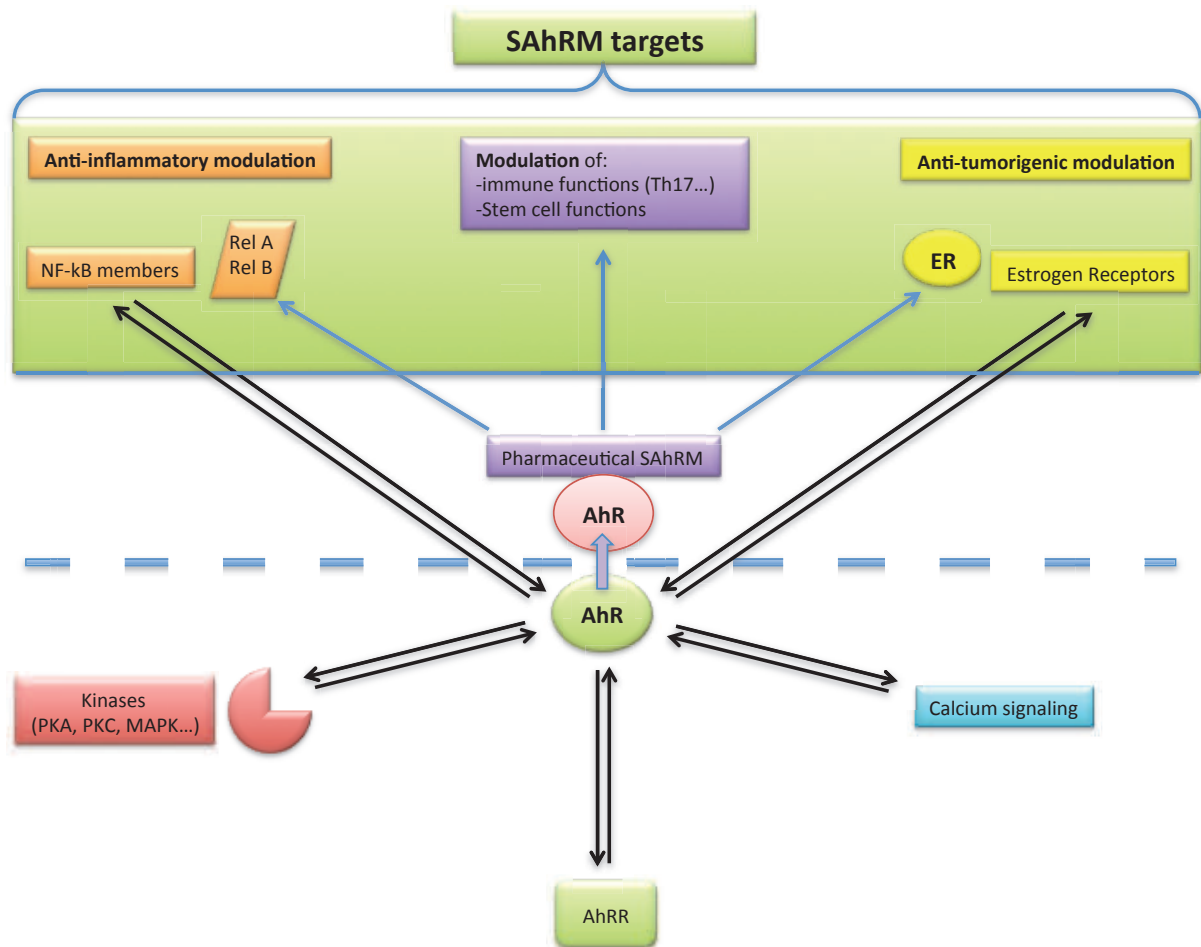 SAhRM targets
Anti-inflammatory modulation
Modulation of:
-immune functions (Th17...)
-Stem cell functions
Anti-tumorigenic modulation
NF-kB members
Rel A
Rel B
ER
Estrogen Receptors
Pharmaceutical SAhRM
AhR
AhR
Kinases
(PKA, PKC, MAPK...)
Calcium signaling
AhRR